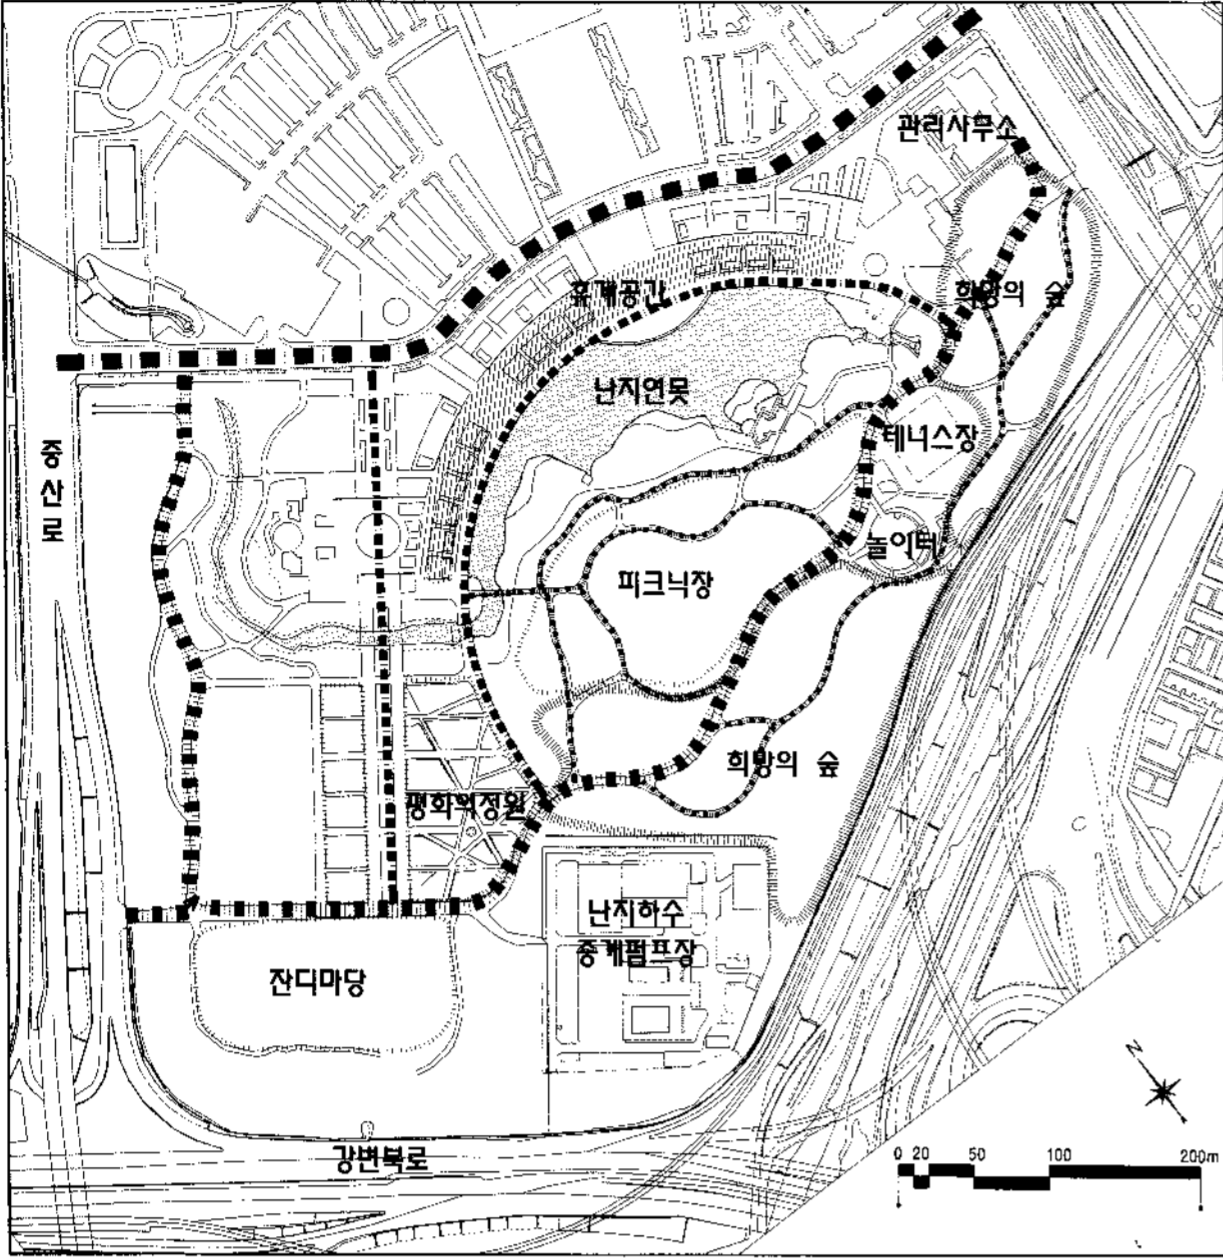 관리사무소
휴게공간
희망의 숲
난지연못
테니스장
증
산
로
놀이터
피크닉장
희망의 숲
평화의정원
난지하수
중계펌프장
잔디마당
N
강변북로
0 20 50 100 200m